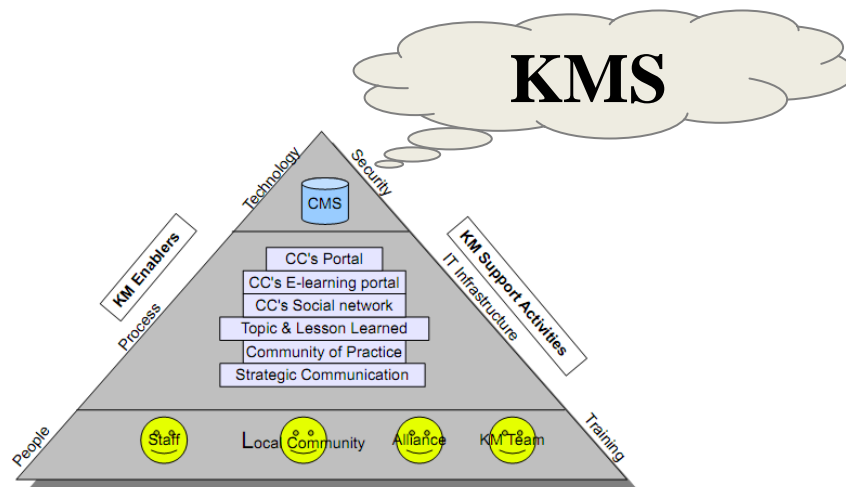 KMS
Technology
Security
CMS
KM Enablers
KM Support Activities
Process
IT Infrastructure
CC's Portal
CC's E-learning portal
CC's Social network
Topic & Lesson Learned
Community of Practice
Strategic Communication
People
Training
Staff
Local Community
Alliance
KM Team